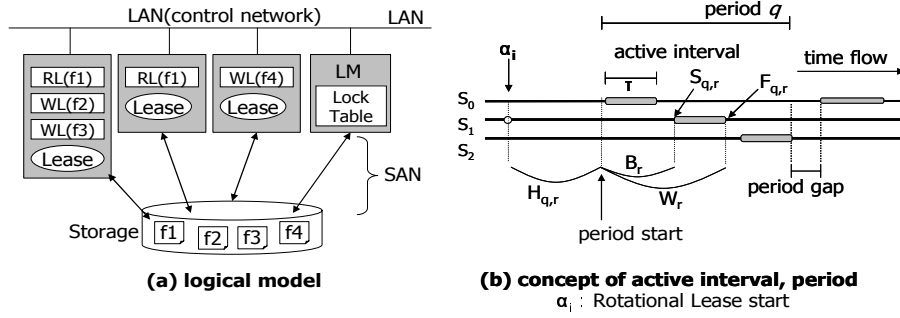 LAN(control network)
LAN
RL(f1)
WL(f2)
WL(f3)
Lease
RL(f1)
Lease
WL(f4)
Lease
LM
Lock
Table
SAN
Storage
f1
f2
f3
f4
(a) logical model
period q
αi
active interval
time flow
τ
Sq,r
Fq,r
S0
S1
S2
Br
Hq,r
Wr
period gap
period start
(b) concept of active interval, period
αi : Rotational Lease start